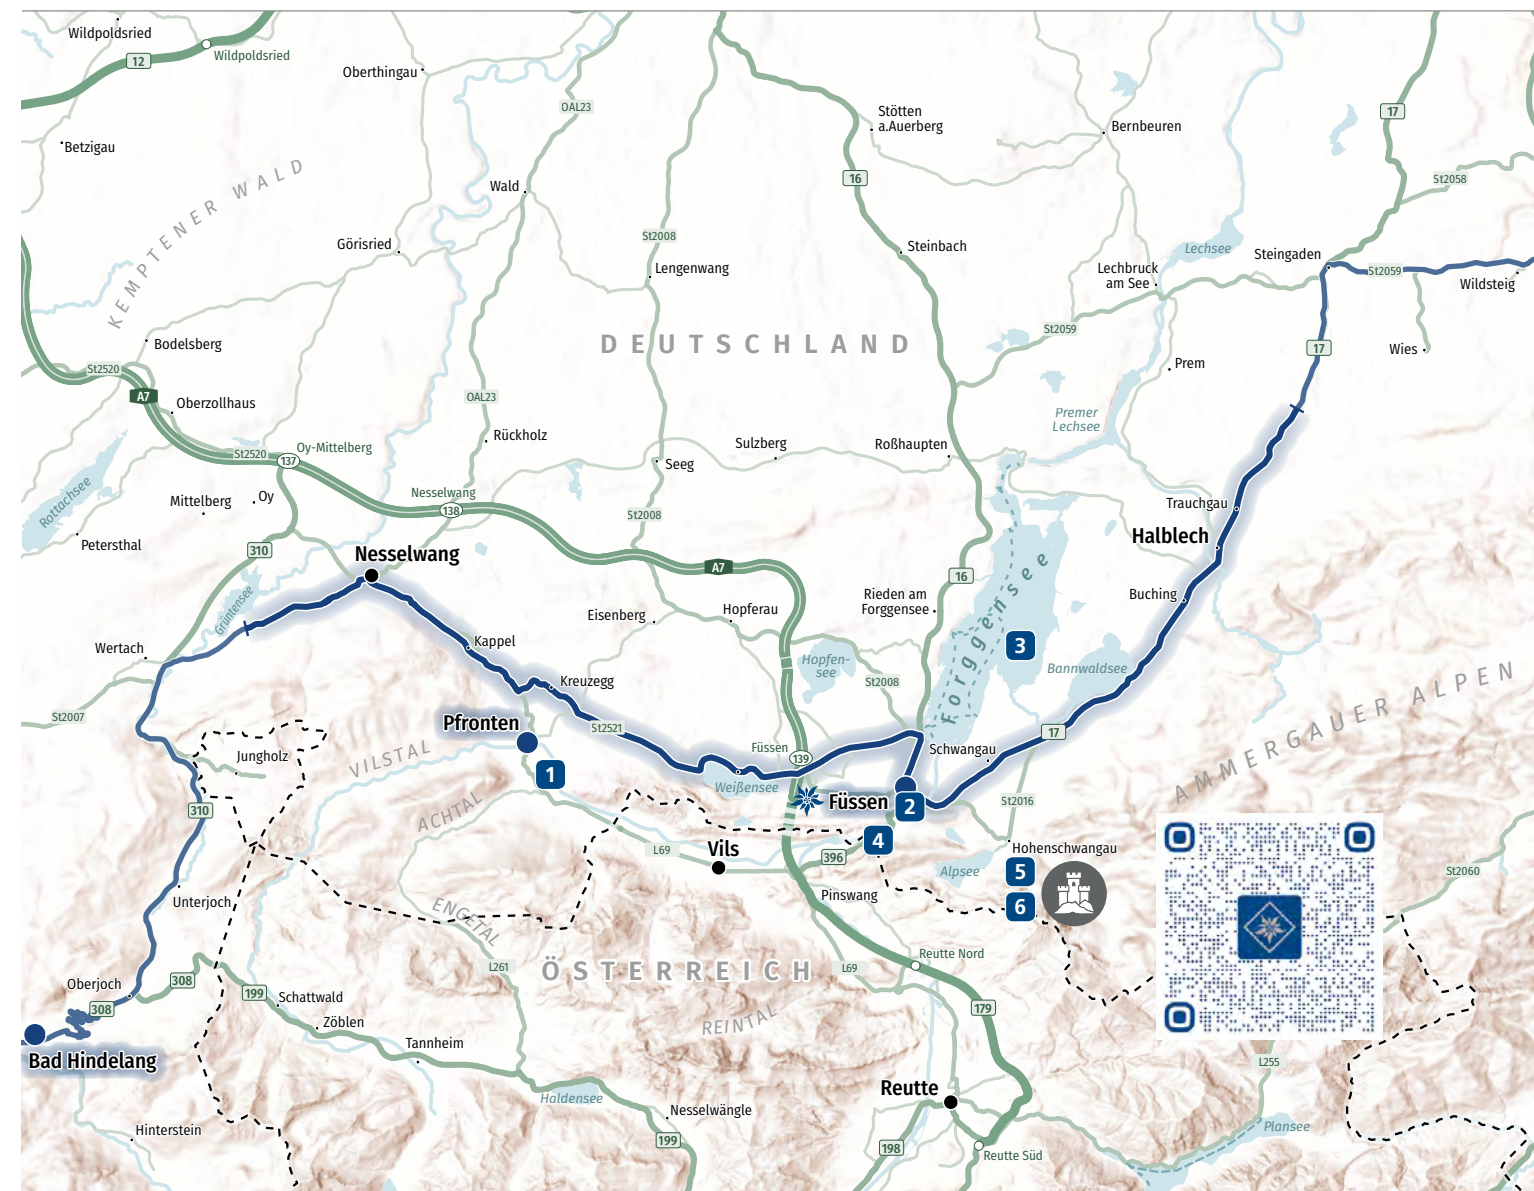 Wildpoldsried
12
Wildpoldsried
Oberthingau
OAL23
Stötten
a.Auerberg
Bernbeuren
17
Betzigau
St2058
KEMPTENER WALD
Wald
16
Görisried
St2008
Steinbach
Lechsee
Steingaden
Lengenwang
Lechbruck
am See
St2059
Wildsteig
Bodelsberg
DEUTSCHLAND
St2059
17
Wies
Prem
St2520
A7
Oberzollhaus
OAL23
Premer
Lechsee
Rückholz
Sulzberg
Roßhaupten
Oy-Mittelberg
St2520
137
Seeg
Nesselwang
138
Rottachsee
Mittelberg
Oy
St2008
Trauchgau
Petersthal
310
Nesselwang
Halblech
A7
16
Forggensee
Grüntensee
Eisenberg
Hopferau
Rieden am
Forggensee
Buching
Wertach
Kappel
3
Hopfen-
see
Bannwaldsee
Kreuzegg
St2008
St2007
Pfronten
St2521
AMMERGAUER ALPEN
17
Jungholz
VILSTAL
Füssen
139
Schwangau
1
Weißensee
Füssen
2
St2016
310
ACHTAL
4
Hohenschwangau
L69
Vils
396
Alpsee
5
St2060
Unterjoch
Pinswang
6
ENGETAL
Reutte Nord
L261
ÖSTERREICH
L69
Oberjoch
308
308
199
Schattwald
179
Zöblen
REINTAL
Bad Hindelang
Tannheim
L255
Reutte
Haldensee
Nesselwängle
Hinterstein
199
198
Reutte Süd
Plansee